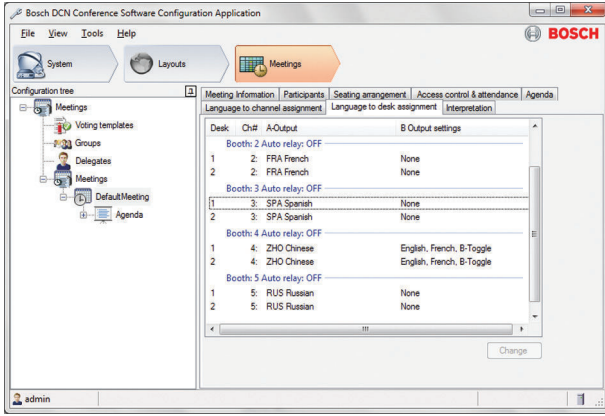 Bosch DCN Conference Software Configuration Application
File View Tools Help
BOSCH
System Layouts Meetings
Configuration tree
Meetings
Voting templates
Groups
Delegates
Meetings
DefaultMeeting
Agenda
Meeting Information Participants Seating arrangement Access control & attendance Agenda
Language to channel assignment Language to desk assignment Interpretation
Desk Ch# A-Output B Output settings
Booth: 2 Auto relay: OFF
1 2: FRA French None
2 2: FRA French None
Booth: 3 Auto relay: OFF
1 3: SPA Spanish None
2 3: SPA Spanish None
Booth: 4 Auto relay: OFF
1 4: ZHO Chinese English, French, B-Toggle
2 4: ZHO Chinese English, French, B-Toggle
Booth: 5 Auto relay: OFF
1 5: RUS Russian None
2 5: RUS Russian None
Change
admin